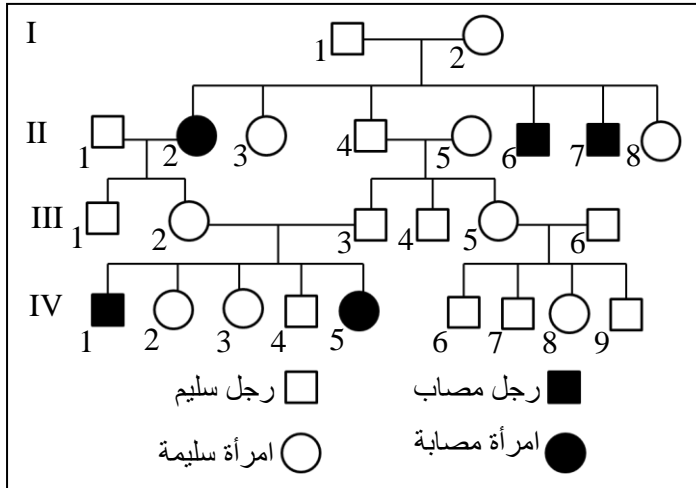 I
1 2
II
1 2 3 4 5 6 7 8
III
1 2 3 4 5 6
IV
1 2 3 4 5 6 7 8 9
رجل مصاب رجل سليم
امرأة مصابة امرأة سليمة